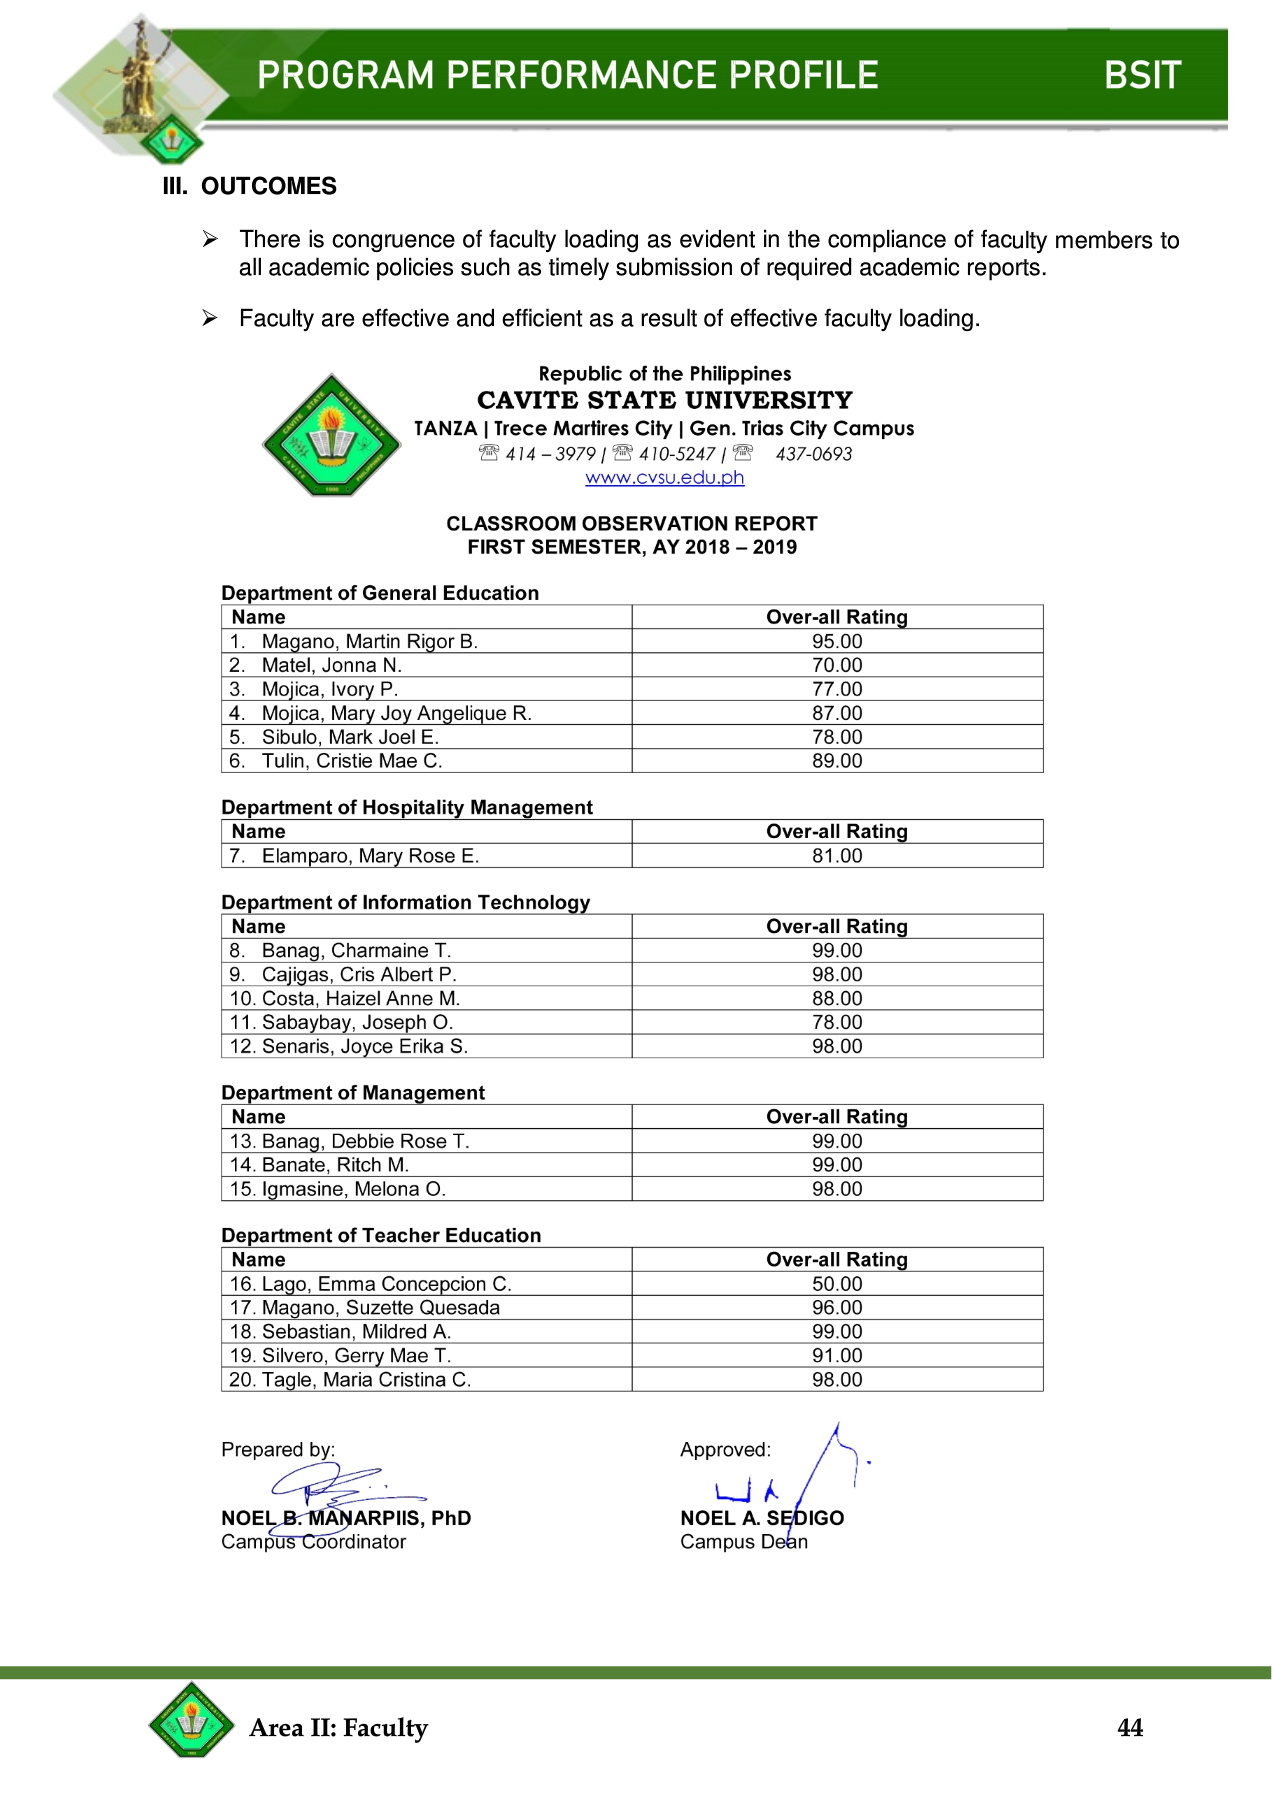 PROGRAM PERFORMANCE PROFILE BSIT
III. OUTCOMES
➢ There is congruence of faculty loading as evident in the compliance of faculty members to
all academic policies such as timely submission of required academic reports.
➢ Faculty are effective and efficient as a result of effective faculty loading.
Republic of the Philippines
CAVITE STATE UNIVERSITY
TANZA | Trece Martires City | Gen. Trias City Campus
☏ 414 – 3979 | ☏ 410-5247 | ☏ 437-0693
www.cvsu.edu.ph
CLASSROOM OBSERVATION REPORT
FIRST SEMESTER, AY 2018 – 2019
Department of General Education
Name Over-all Rating
1. Magano, Martin Rigor B. 95.00
2. Matel, Jonna N. 70.00
3. Mojica, Ivory P. 77.00
4. Mojica, Mary Joy Angelique R. 87.00
5. Sibulo, Mark Joel E. 78.00
6. Tulin, Cristie Mae C. 89.00
Department of Hospitality Management
Name Over-all Rating
7. Elamparo, Mary Rose E. 81.00
Department of Information Technology
Name Over-all Rating
8. Banag, Charmaine T. 99.00
9. Cajigas, Cris Albert P. 98.00
10. Costa, Haizel Anne M. 88.00
11. Sabaybay, Joseph O. 78.00
12. Senaris, Joyce Erika S. 98.00
Department of Management
Name Over-all Rating
13. Banag, Debbie Rose T. 99.00
14. Banate, Ritch M. 99.00
15. Igmasine, Melona O. 98.00
Department of Teacher Education
Name Over-all Rating
16. Lago, Emma Concepcion C. 50.00
17. Magano, Suzette Quesada 96.00
18. Sebastian, Mildred A. 99.00
19. Silvero, Gerry Mae T. 91.00
20. Tagle, Maria Cristina C. 98.00
Prepared by: Approved:
NOEL B. MANARPIIS, PhD NOEL A. SEDIGO
Campus Coordinator Campus Dean
Area II: Faculty 44